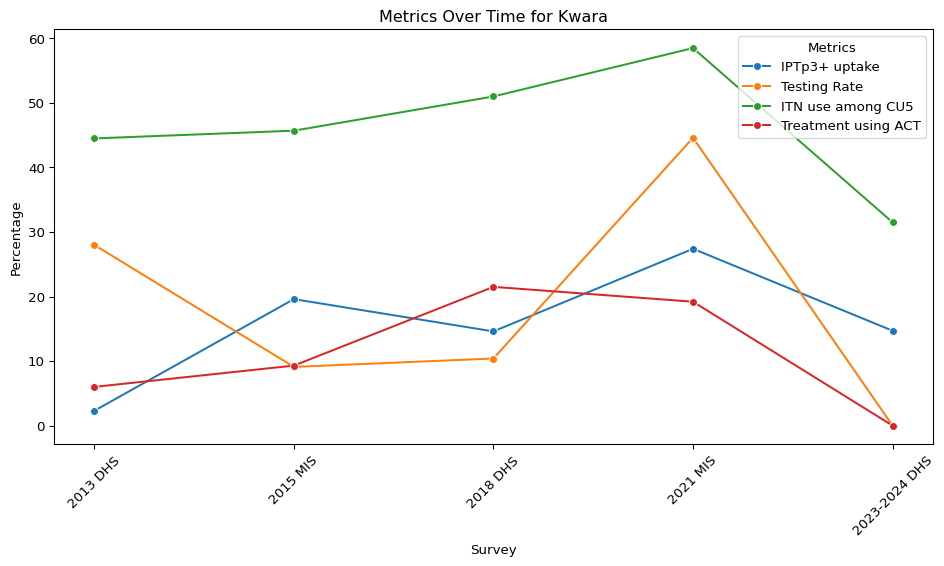 Metrics Over Time for Kwara
Metrics
IPTp3+ uptake
Testing Rate
ITN use among CU5
Treatment using ACT
Percentage
60
50
40
30
20
10
0
2013 DHS
2015 MIS
2018 DHS
2021 MIS
2023-2024 DHS
Survey